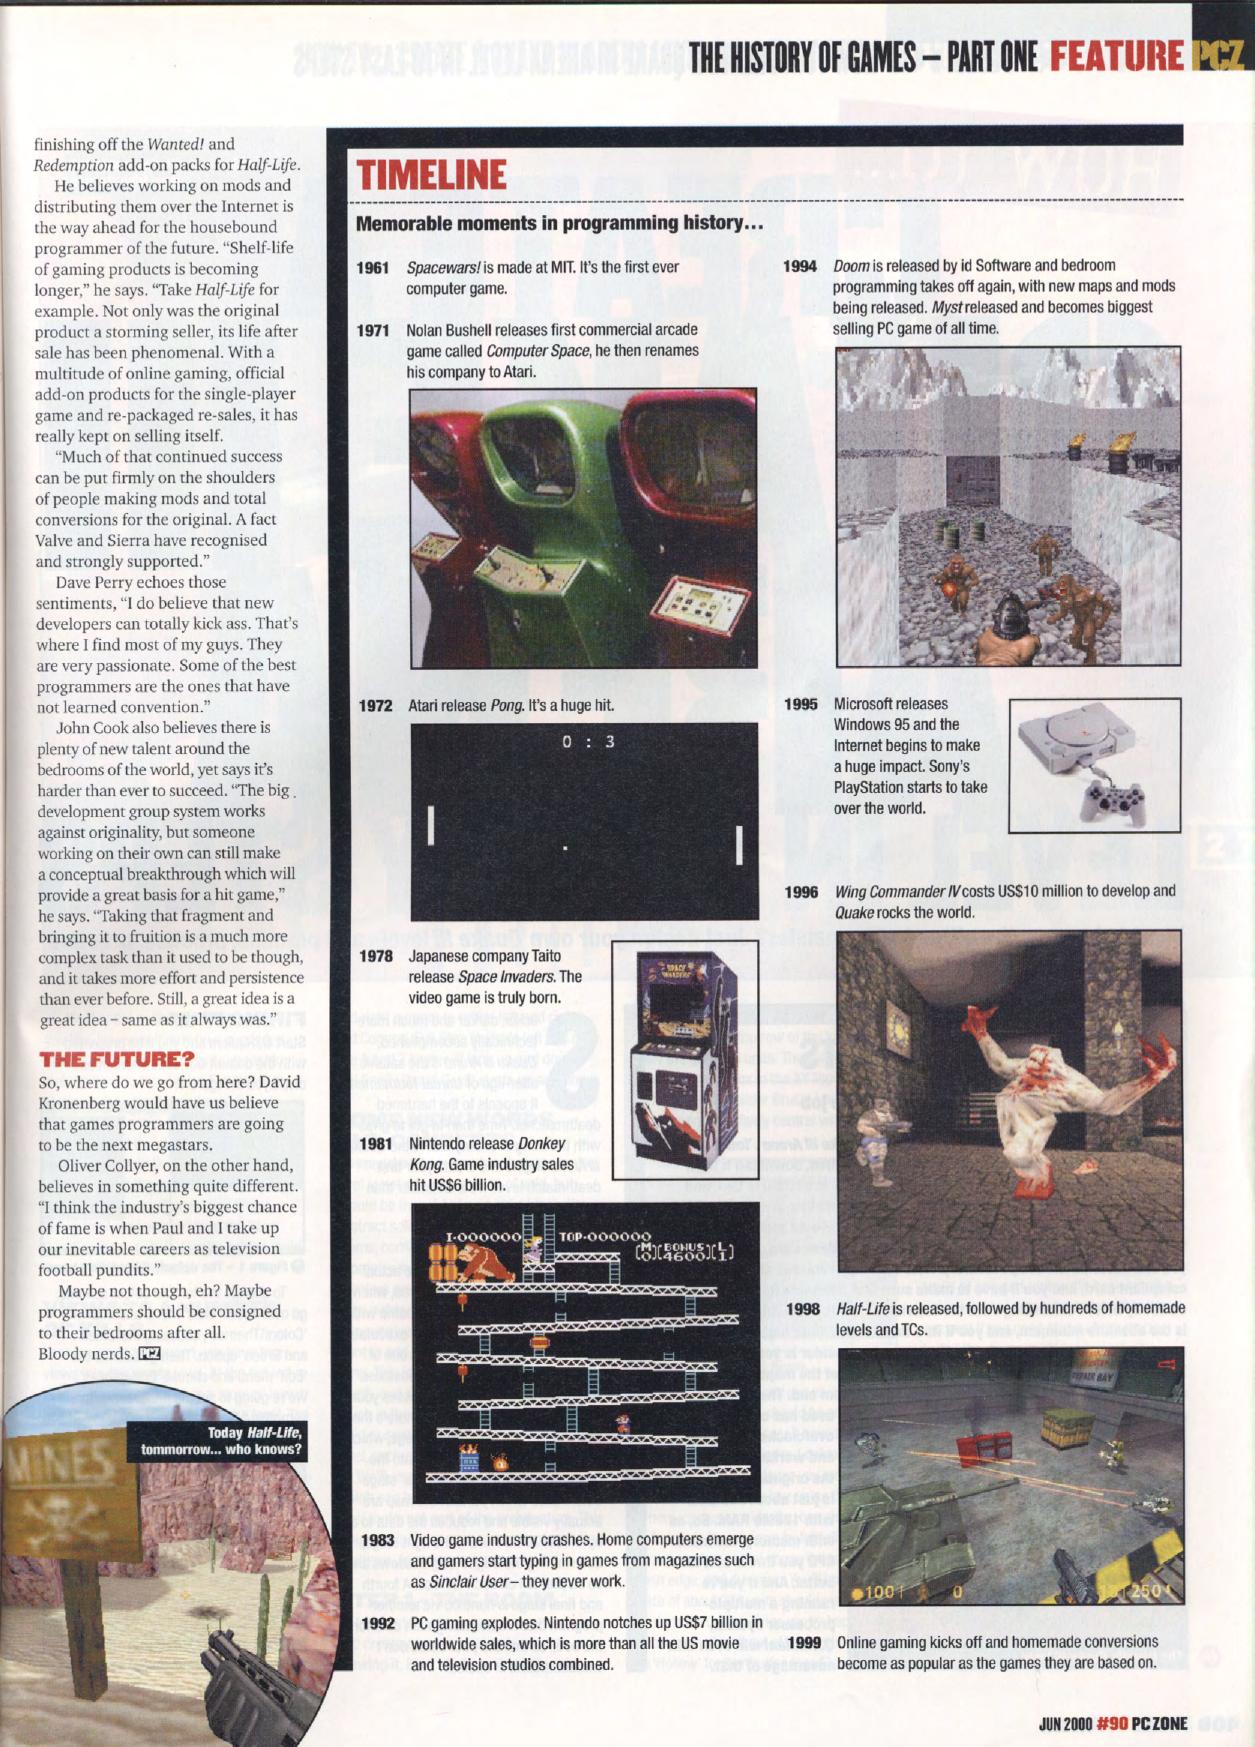 THE HISTORY OF GAMES – PART ONE FEATURE PCZ
finishing off the Wanted! and
Redemption add-on packs for Half-Life.
He believes working on mods and
distributing them over the Internet is
the way ahead for the housebound
programmer of the future. “Shelf-life
of gaming products is becoming
longer,” he says. “Take Half-Life for
example. Not only was the original
product a storming seller, its life after
sale has been phenomenal. With a
multitude of online gaming, official
add-on products for the single-player
game and re-packaged re-sales, it has
really kept on selling itself.
“Much of that continued success
can be put firmly on the shoulders
of people making mods and total
conversions for the original. A fact
Valve and Sierra have recognised
and strongly supported.”
Dave Perry echoes those
sentiments, “I do believe that new
developers can totally kick ass. That’s
where I find most of my guys. They
are very passionate. Some of the best
programmers are the ones that have
not learned convention.”
John Cook also believes there is
plenty of new talent around the
bedrooms of the world, yet says it’s
harder than ever to succeed. “The big
development group system works
against originality, but someone
working on their own can still make
a conceptual breakthrough which will
provide a great basis for a hit game,”
he says. “Taking that fragment and
bringing it to fruition is a much more
complex task than it used to be though,
and it takes more effort and persistence
than ever before. Still, a great idea is a
great idea – same as it always was.”
THE FUTURE?
So, where do we go from here? David
Kronenberg would have us believe
that games programmers are going
to be the next megastars.
Oliver Collyer, on the other hand,
believes in something quite different.
“I think the industry’s biggest chance
of fame is when Paul and I take up
our inevitable careers as television
football pundits.”
Maybe not though, eh? Maybe
programmers should be consigned
to their bedrooms after all.
Bloody nerds. PCZ
MINES
Today Half-Life,
tommorrow... who knows?
TIMELINE
Memorable moments in programming history...
1961 Spacewars! is made at MIT. It’s the first ever
computer game.
1971 Nolan Bushell releases first commercial arcade
game called Computer Space, he then renames
his company to Atari.
1972 Atari release Pong. It’s a huge hit.
0 : 3
1978 Japanese company Taito
release Space Invaders. The
video game is truly born.
SPACE
INVADERS
1981 Nintendo release Donkey
Kong. Game industry sales
hit US$6 billion.
I-000000 TOP-000000
M BONUS L
0 4600 1
1983 Video game industry crashes. Home computers emerge
and gamers start typing in games from magazines such
as Sinclair User – they never work.
1992 PC gaming explodes. Nintendo notches up US$7 billion in
worldwide sales, which is more than all the US movie
and television studios combined.
1994 Doom is released by id Software and bedroom
programming takes off again, with new maps and mods
being released. Myst released and becomes biggest
selling PC game of all time.
1995 Microsoft releases
Windows 95 and the
Internet begins to make
a huge impact. Sony’s
PlayStation starts to take
over the world.
1996 Wing Commander IV costs US$10 million to develop and
Quake rocks the world.
1998 Half-Life is released, followed by hundreds of homemade
levels and TCs.
REPAIR BAY
100 0 250
1999 Online gaming kicks off and homemade conversions
become as popular as the games they are based on.
JUN 2000 #90 PC ZONE